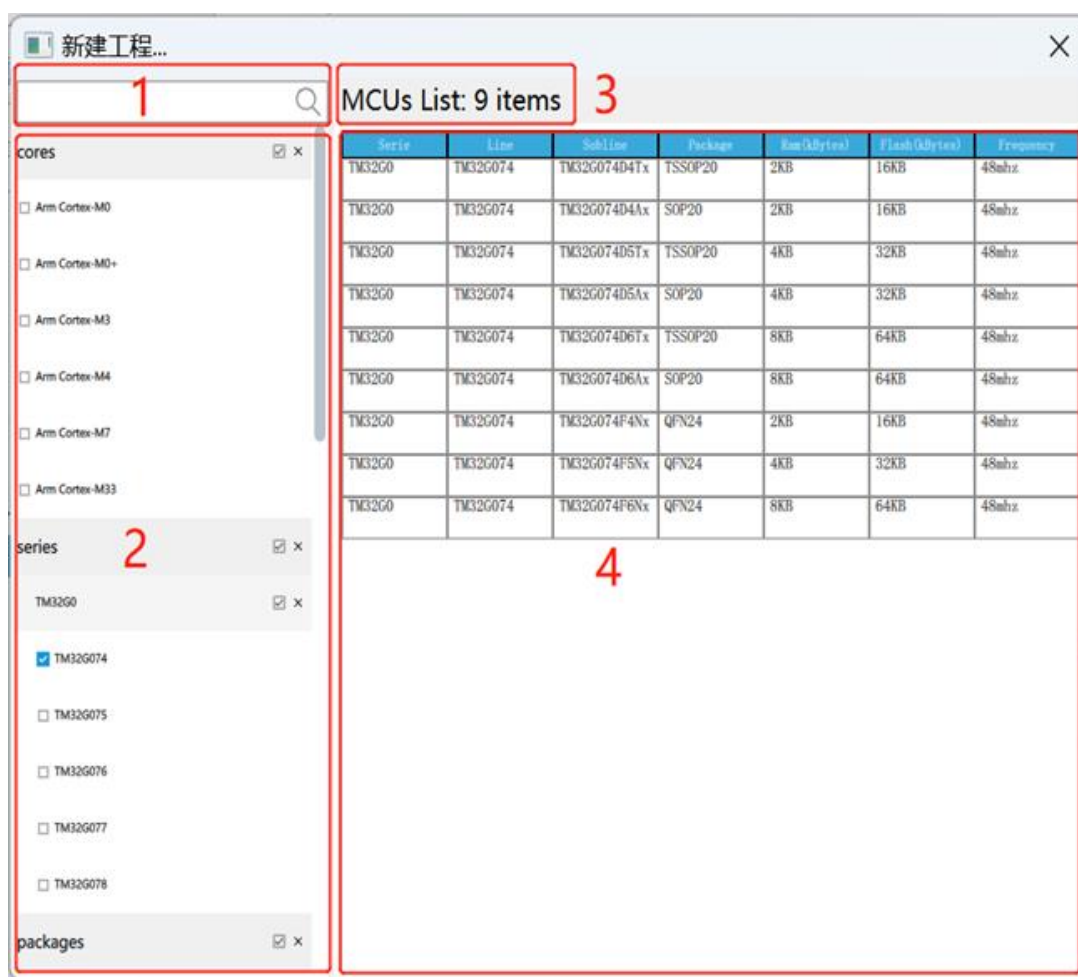 新建工程...
1
MCUs List: 9 items
3
cores
Arm Cortex-M0
Arm Cortex-M0+
Arm Cortex-M3
Arm Cortex-M4
Arm Cortex-M7
Arm Cortex-M33
series
2
TM32G0
TM32G074
TM32G075
TM32G076
TM32G077
TM32G078
packages
Serie Line Subline Package Ram(kBytes) Flash(kBytes) Frequency
TM32G0 TM32G074 TM32G074D4Tx TSSOP20 2KB 16KB 48mhz
TM32G0 TM32G074 TM32G074D4Ax SOP20 2KB 16KB 48mhz
TM32G0 TM32G074 TM32G074D5Tx TSSOP20 4KB 32KB 48mhz
TM32G0 TM32G074 TM32G074D5Ax SOP20 4KB 32KB 48mhz
TM32G0 TM32G074 TM32G074D6Tx TSSOP20 8KB 64KB 48mhz
TM32G0 TM32G074 TM32G074D6Ax SOP20 8KB 64KB 48mhz
TM32G0 TM32G074 TM32G074F4Nx QFN24 2KB 16KB 48mhz
TM32G0 TM32G074 TM32G074F5Nx QFN24 4KB 32KB 48mhz
TM32G0 TM32G074 TM32G074F6Nx QFN24 8KB 64KB 48mhz
4